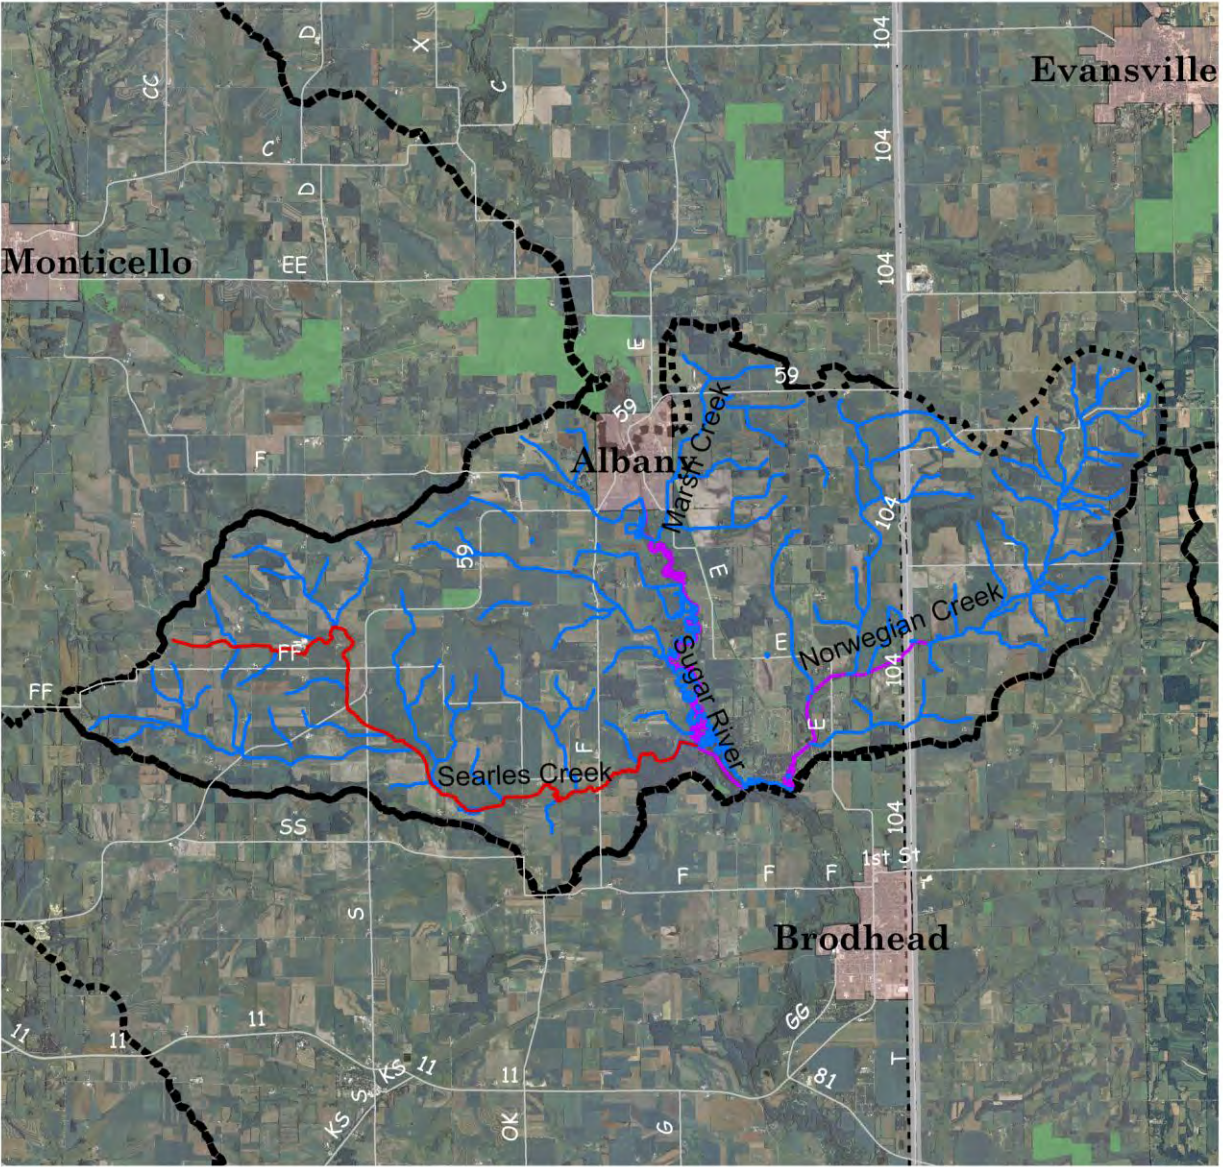 104
D
X
CC
C
Evansville
104
C
D
Monticello
EE
104
E
59
59
Marsh Creek
F
Albany
104
59
E
Norwegian Creek
E
FF
104
FF
Sugar River
E
F
Searles Creek
104
SS
1st St
F
F
F
S
Brodhead
GG
11
11
11
T
KS
11
11
81
S
KS
OK
G